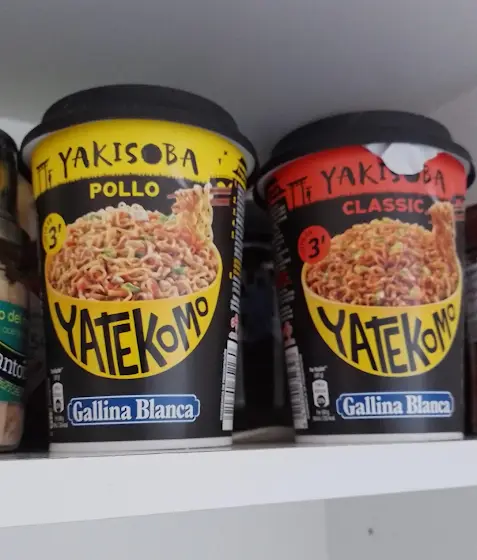 YAKISOBA
POLLO
3'
YATEKOMO
Gallina Blanca
YAKISOBA
CLASSIC
3'
YATEKOMO
Gallina Blanca